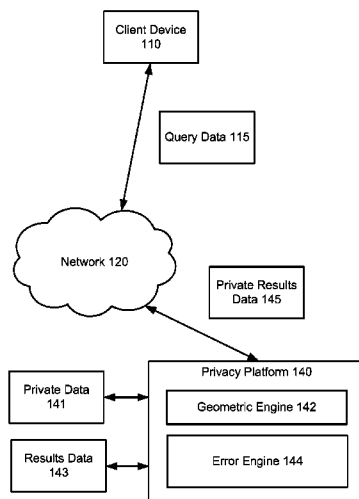 Client Device
110
Query Data 115
Network 120
Private Results
Data 145
Privacy Platform 140
Private Data
141
Geometric Engine 142
Results Data
143
Error Engine 144